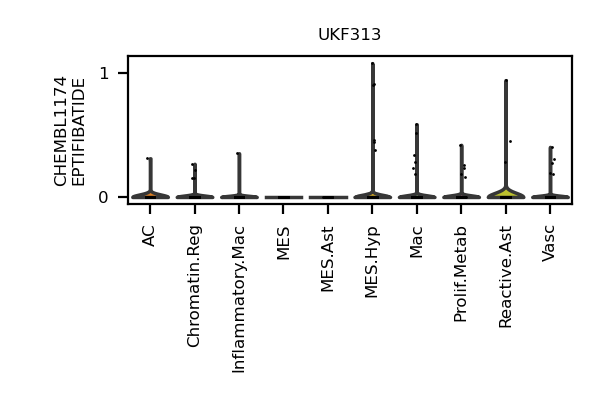 UKF313
CHEMBL1174
EPTIFIBATIDE
1
0
AC
Chromatin.Reg
Inflammatory.Mac
MES
MES.Ast
MES.Hyp
Mac
Prolif.Metab
Reactive.Ast
Vasc